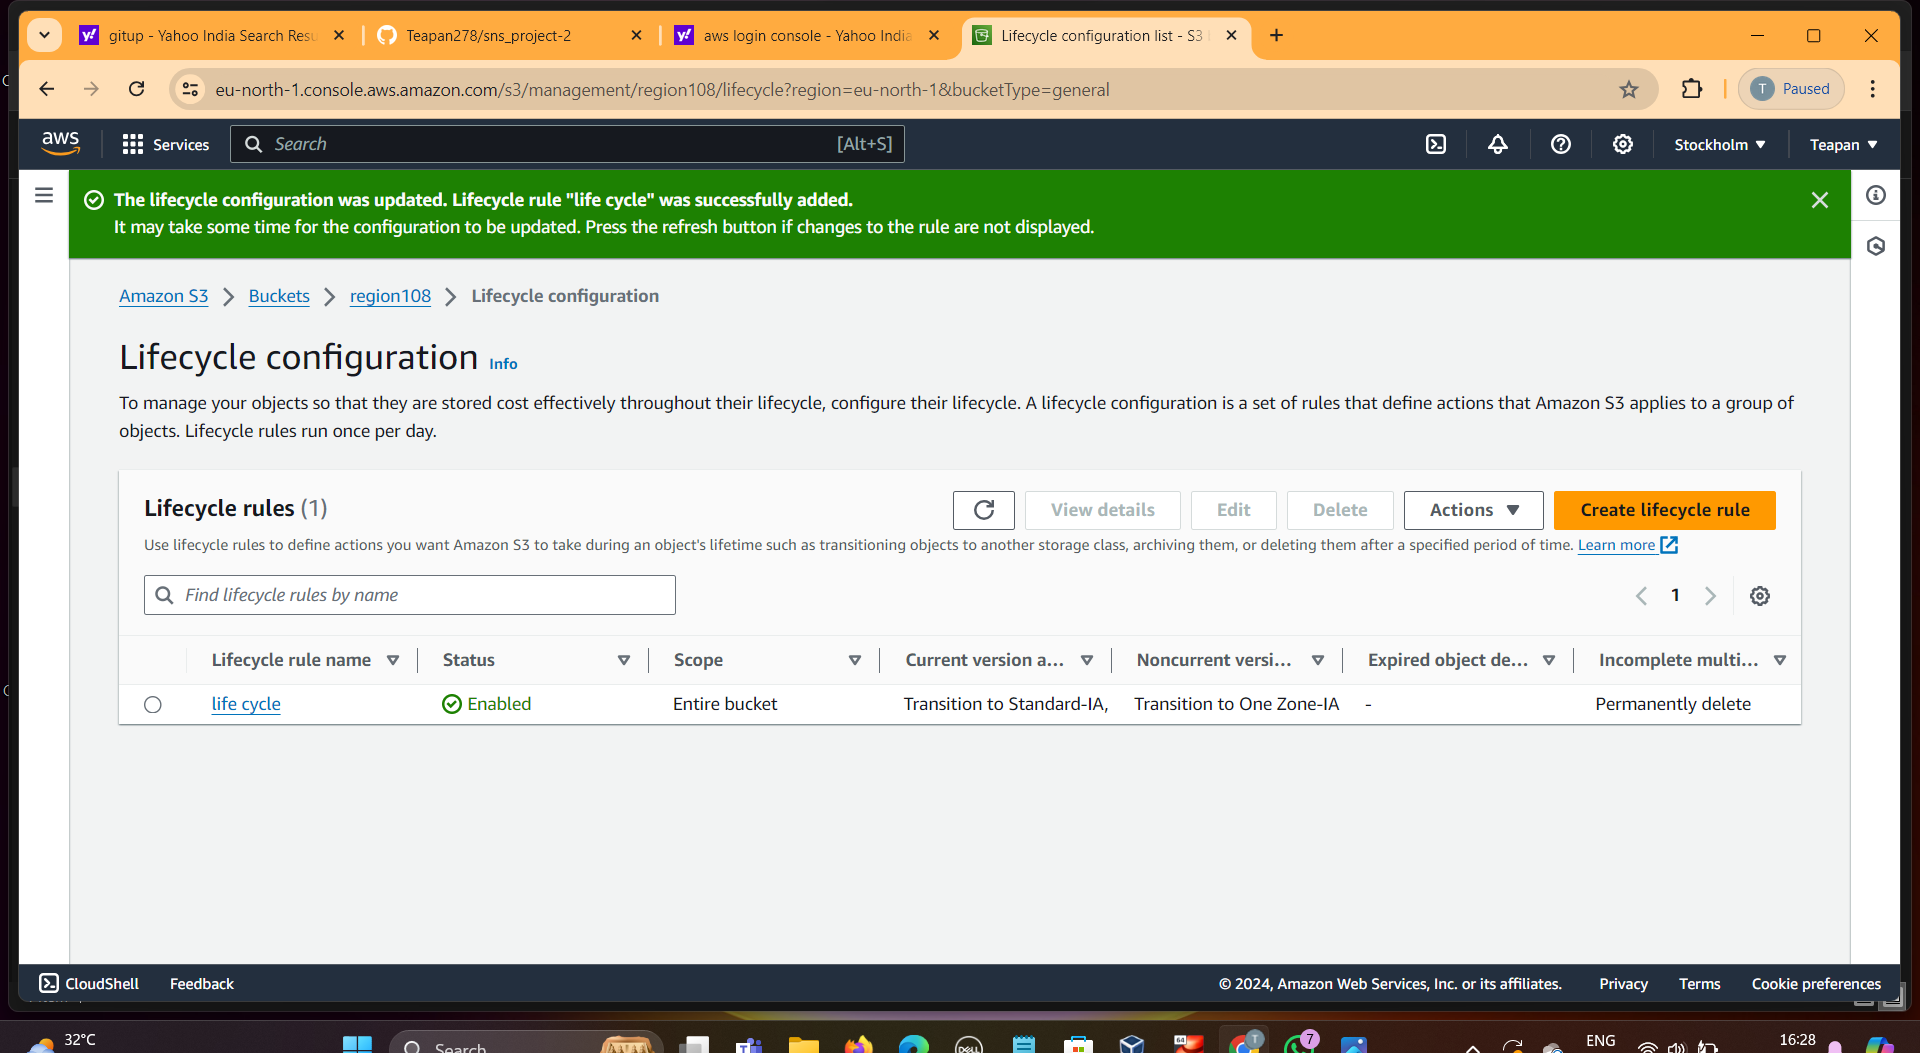 gitup - Yahoo India Search Resu
Teapan278/sns_project-2
aws login console - Yahoo India
Lifecycle configuration list - S3
eu-north-1.console.aws.amazon.com/s3/management/region108/lifecycle?region=eu-north-1&bucketType=general
T Paused
aws
Services
Search [Alt+S]
Stockholm
Teapan
The lifecycle configuration was updated. Lifecycle rule "life cycle" was successfully added.
It may take some time for the configuration to be updated. Press the refresh button if changes to the rule are not displayed.
Amazon S3 > Buckets > region108 > Lifecycle configuration
Lifecycle configuration Info
To manage your objects so that they are stored cost effectively throughout their lifecycle, configure their lifecycle. A lifecycle configuration is a set of rules that define actions that Amazon S3 applies to a group of
objects. Lifecycle rules run once per day.
Lifecycle rules (1)
View details
Edit
Delete
Actions
Create lifecycle rule
Use lifecycle rules to define actions you want Amazon S3 to take during an object's lifetime such as transitioning objects to another storage class, archiving them, or deleting them after a specified period of time. Learn more
Find lifecycle rules by name
1
Lifecycle rule name Status Scope Current version a... Noncurrent versi... Expired object de... Incomplete multi...
life cycle Enabled Entire bucket Transition to Standard-IA, Transition to One Zone-IA - Permanently delete
CloudShell Feedback
© 2024, Amazon Web Services, Inc. or its affiliates. Privacy Terms Cookie preferences
32°C
Search
DELL
64
T
7
ENG
16:28